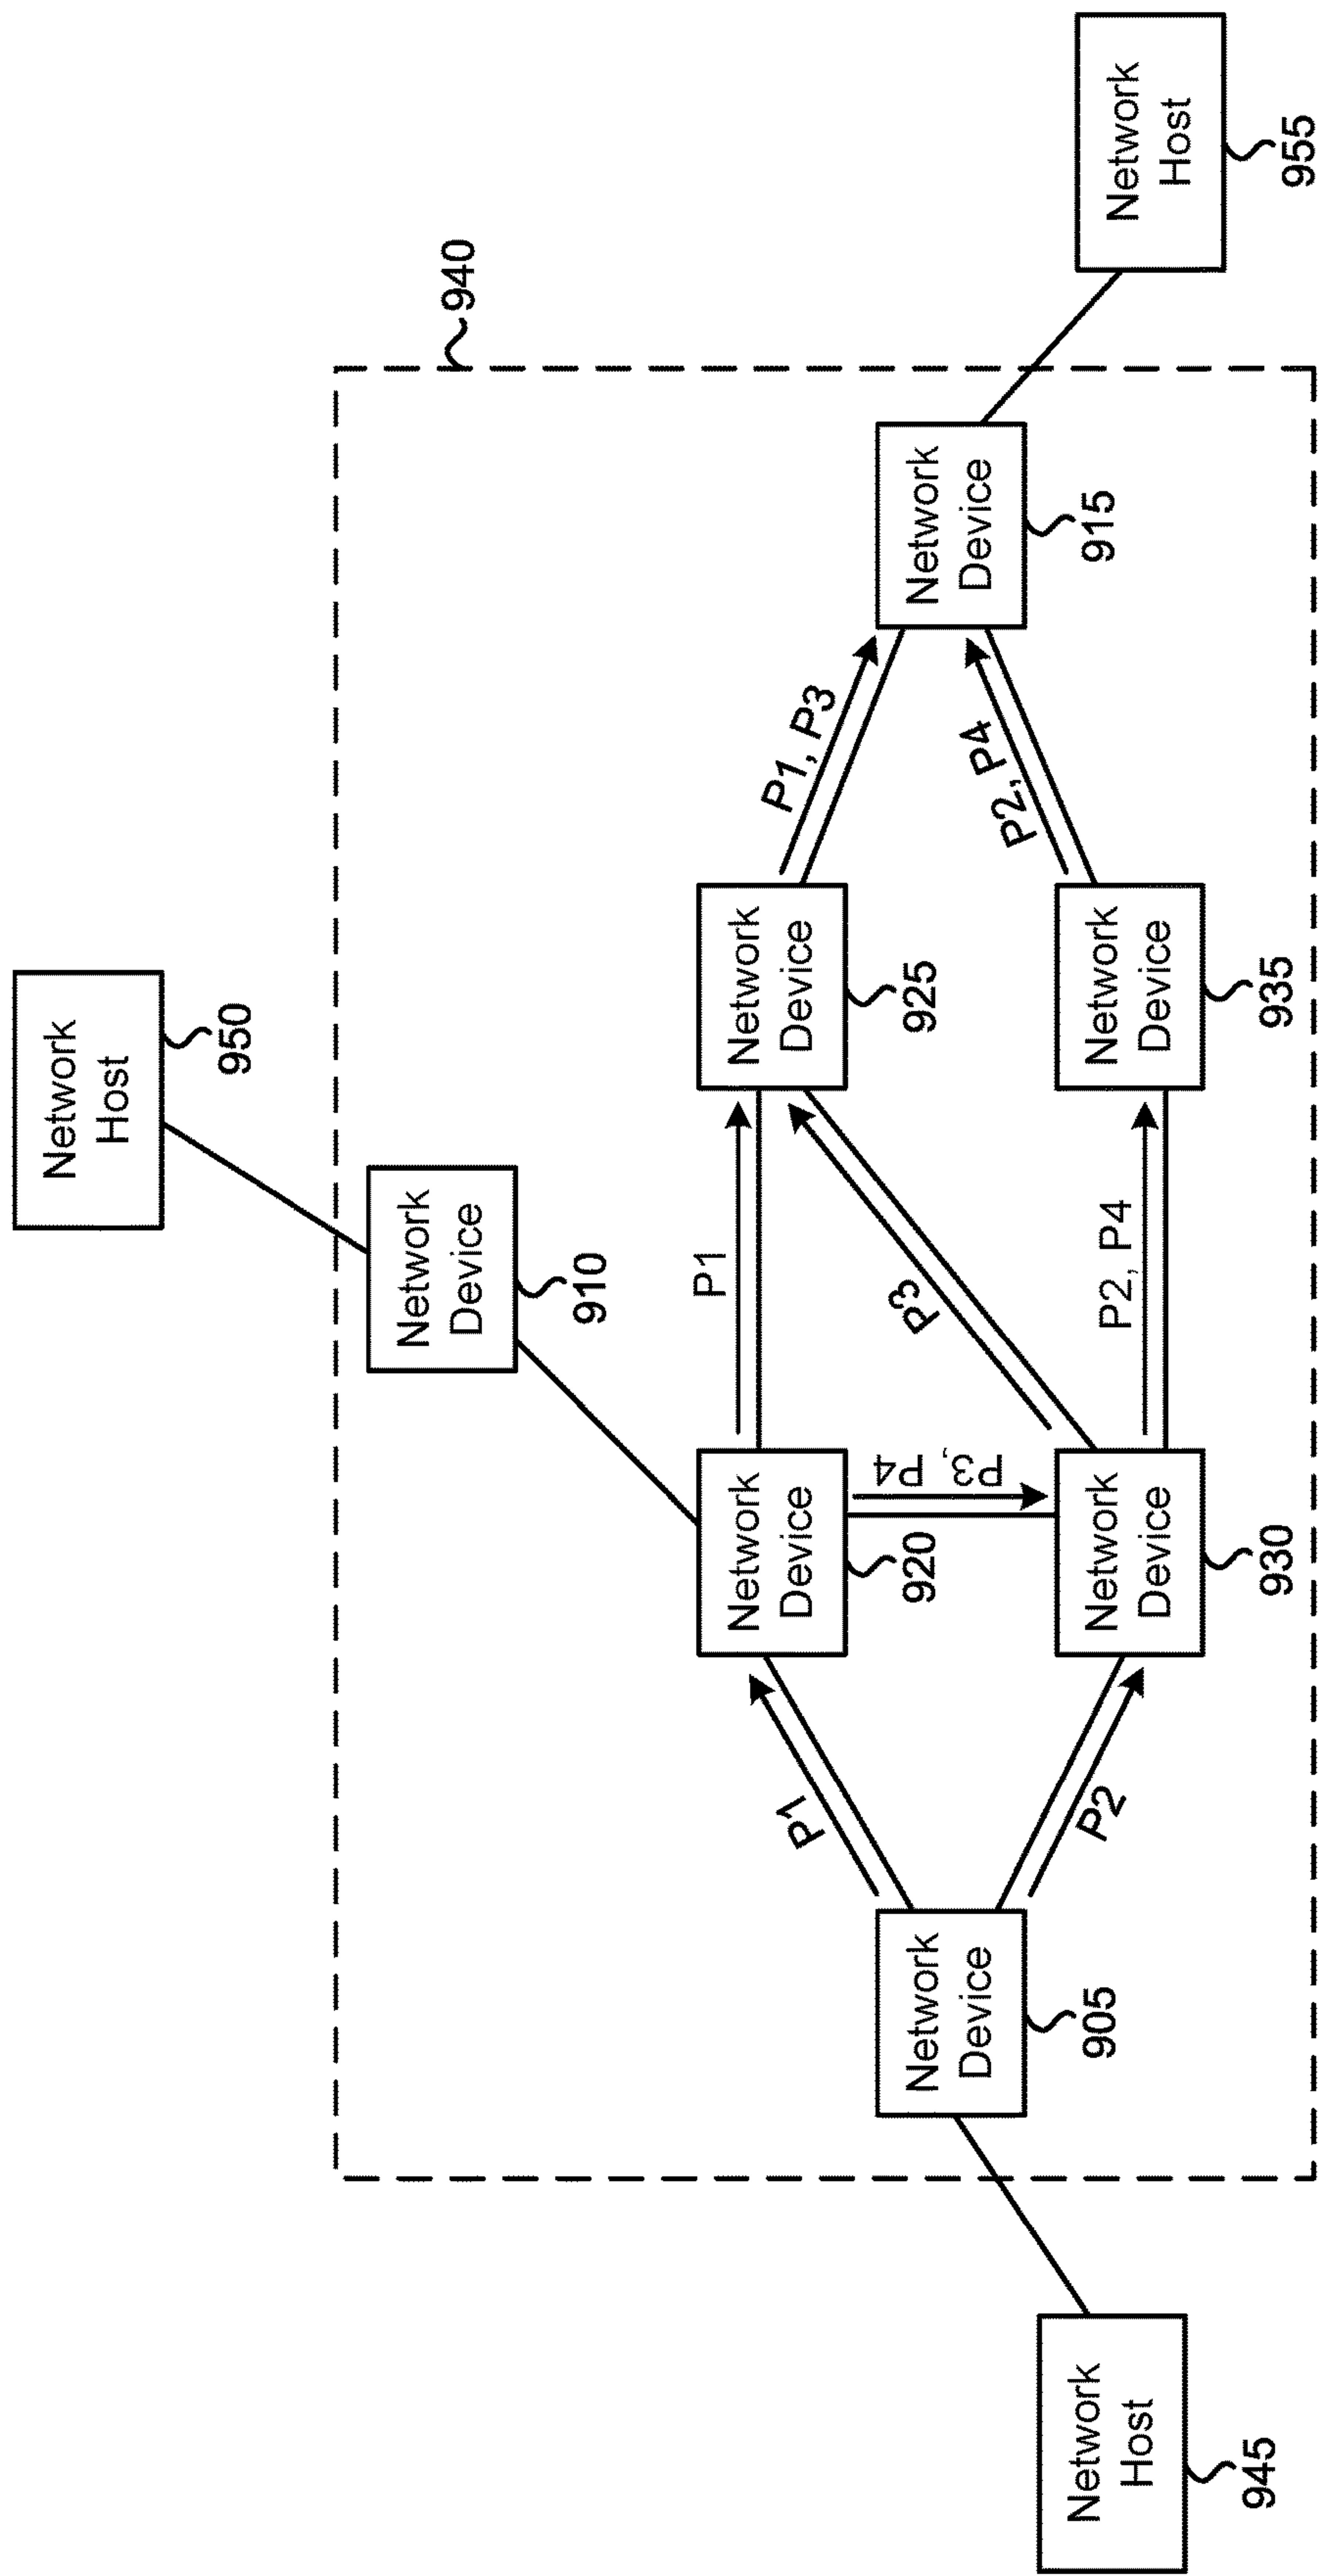 Network
Host
950
940
Network
Device
910
Network
Host
955
P1
P1, P3
Network
Device
920
Network
Device
925
P1
P3, P4
P3
P2, P4
Network
Device
905
Network
Device
915
P2
P2, P4
Network
Device
930
Network
Device
935
Network
Host
945